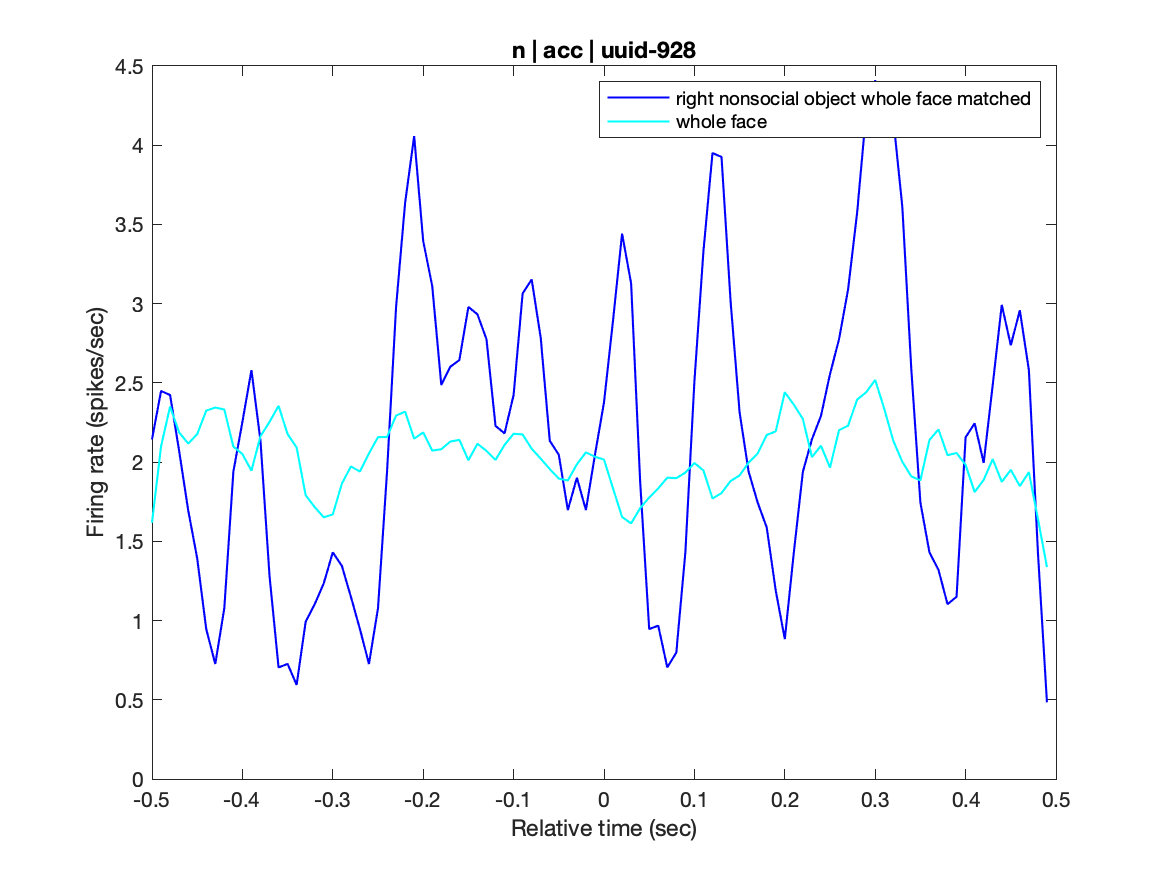 n | acc | uuid-928
right nonsocial object whole face matched
whole face
Firing rate (spikes/sec)
4.5
4
3.5
3
2.5
2
1.5
1
0.5
0
-0.5 -0.4 -0.3 -0.2 -0.1 0 0.1 0.2 0.3 0.4 0.5
Relative time (sec)